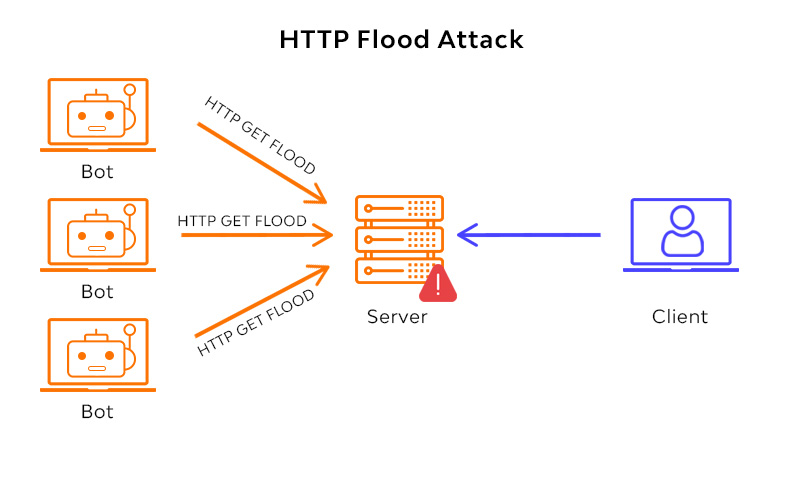 HTTP Flood Attack
HTTP GET FLOOD
Bot
HTTP GET FLOOD
Bot
HTTP GET FLOOD
Bot
Server
Client